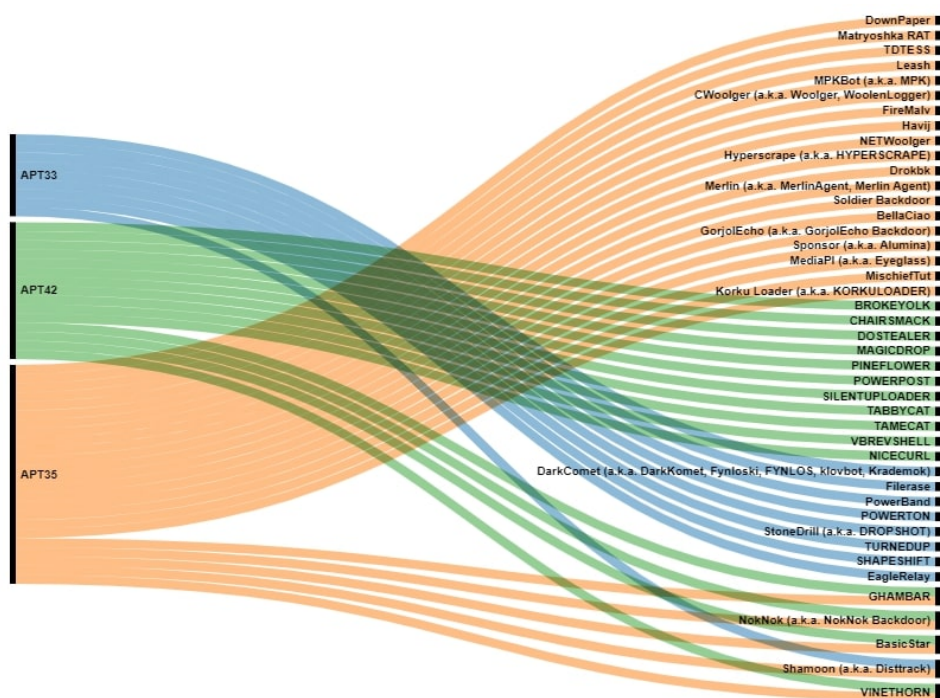 APT33
APT42
APT35
DownPaper
Matryoshka RAT
TDTESS
Leash
MPKBot (a.k.a. MPK)
CWoolger (a.k.a. Woolger, WoolenLogger)
FireMalv
Havij
NETWoolger
Hyperscrape (a.k.a. HYPERSCRAPE)
Drokbk
Merlin (a.k.a. MerlinAgent, Merlin Agent)
Soldier Backdoor
BellaCiao
GorjolEcho (a.k.a. GorjolEcho Backdoor)
Sponsor (a.k.a. Alumina)
MediaPl (a.k.a. Eyeglass)
MischiefTut
Korku Loader (a.k.a. KORKULOADER)
BROKEYOLK
CHAIRSMACK
DOSTEALER
MAGICDROP
PINEFLOWER
POWERPOST
SILENTUPLOADER
TABBYCAT
TAMECAT
VBREVSHELL
NICECURL
DarkComet (a.k.a. DarkKomet, Fynloski, FYNLOS, klovbot, Krademok)
Filerase
PowerBand
POWERTON
StoneDrill (a.k.a. DROPSHOT)
TURNEDUP
SHAPESHIFT
EagleRelay
GHAMBAR
NokNok (a.k.a. NokNok Backdoor)
BasicStar
Shamoon (a.k.a. Disttrack)
VINETHORN